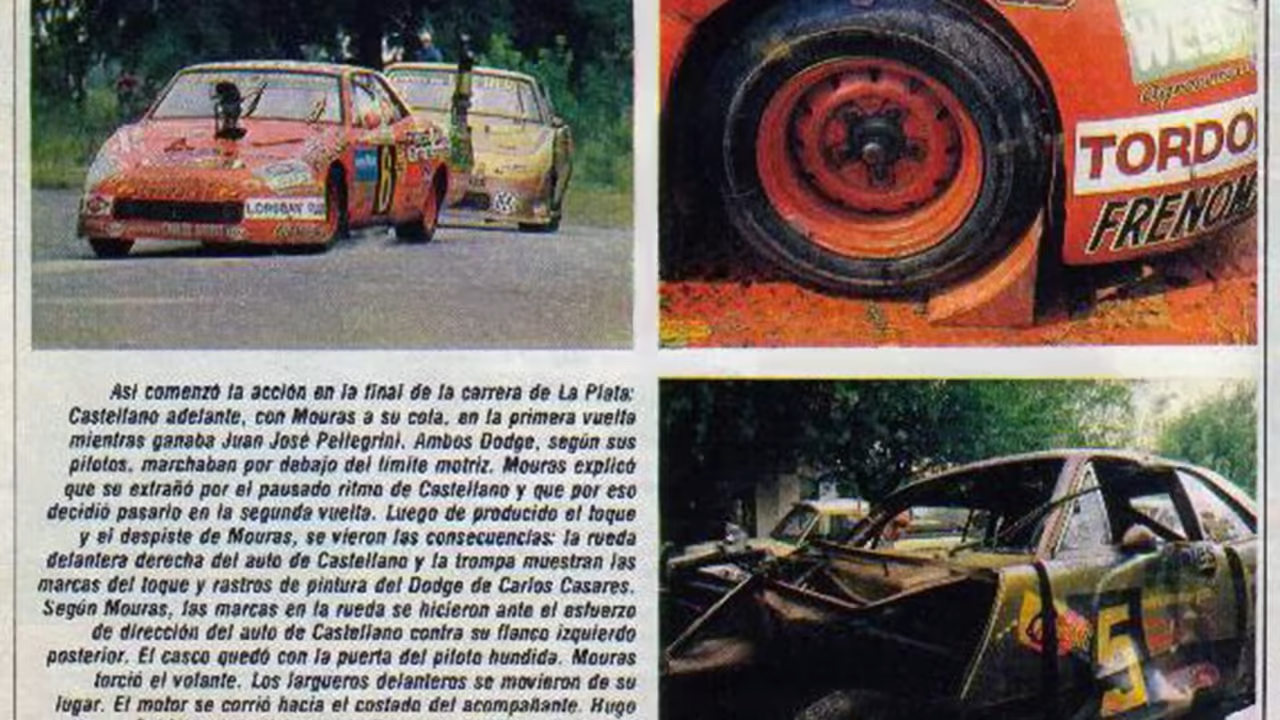 LORGBAY
6
WEEM
TORDO
FRENOM
5
Así comenzó la acción en la final de la carrera de La Plata:
Castellano adelante, con Mouras a su cola, en la primera vuelta
mientras ganaba Juan José Pellegrini. Ambos Dodge, según sus
pilotos, marchaban por debajo del límite motriz. Mouras explicó
que se extrañó por el pausado ritmo de Castellano y que por eso
decidió pasarlo en la segunda vuelta. Luego de producido el toque
y el despiste de Mouras, se vieron las consecuencias: la rueda
delantera derecha del auto de Castellano y la trompa muestran las
marcas del toque y rastros de pintura del Dodge de Carlos Casares.
Según Mouras, las marcas en la rueda se hicieron ante el esfuerzo
de dirección del auto de Castellano contra su flanco izquierdo
posterior. El casco quedó con la puerta del piloto hundida. Mouras
torció el volante. Los largueros delanteros se movieron de su
lugar. El motor se corrió hacia el costado del acompañante. Hugo